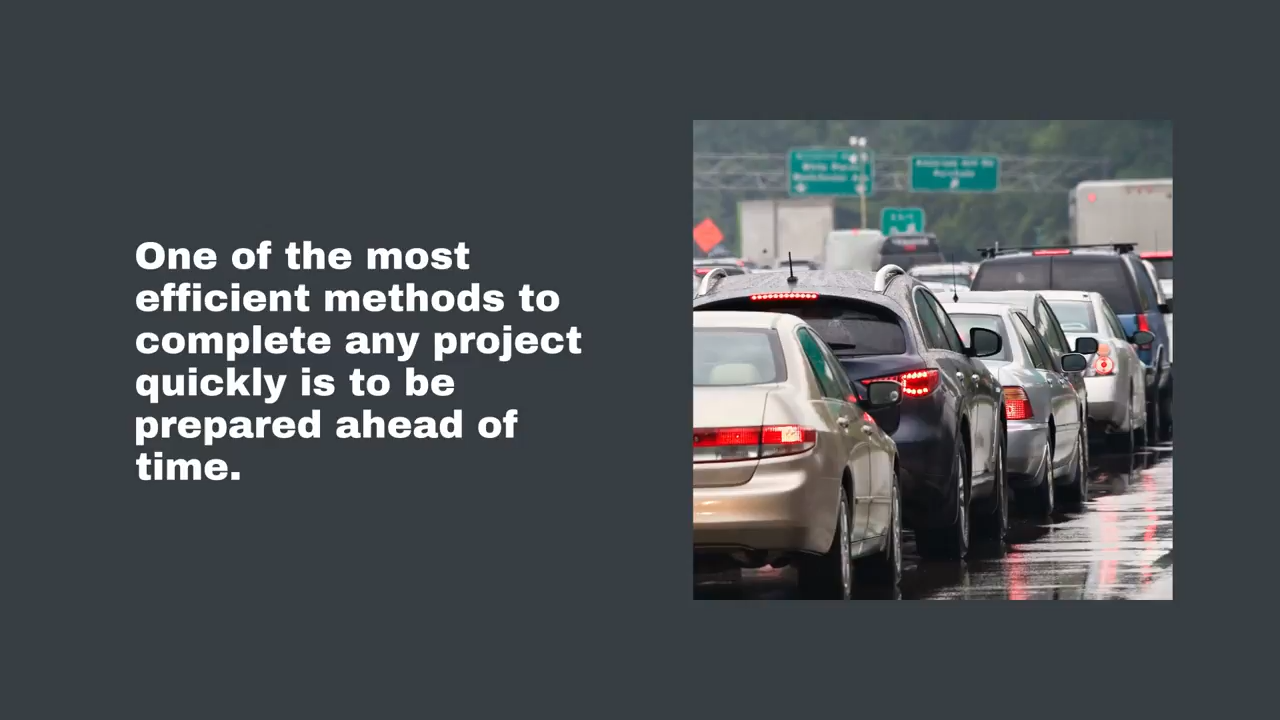 One of the most
efficient methods to
complete any project
quickly is to be
prepared ahead of
time.